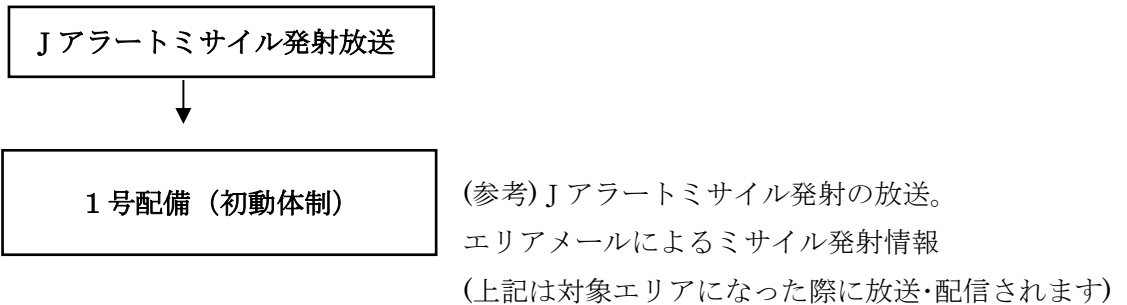 Jアラートミサイル発射放送
１号配備（初動体制）
(参考)Jアラートミサイル発射の放送。
エリアメールによるミサイル発射情報
(上記は対象エリアになった際に放送･配信されます)